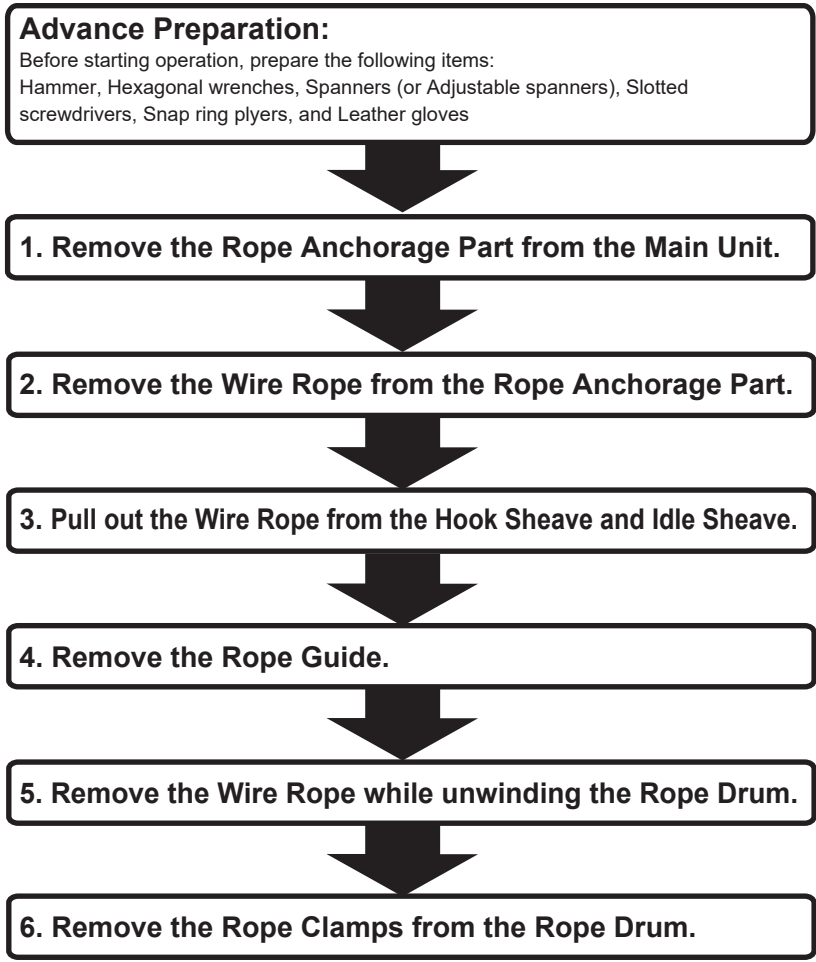 Advance Preparation:
Before starting operation, prepare the following items:
Hammer, Hexagonal wrenches, Spanners (or Adjustable spanners), Slotted
screwdrivers, Snap ring plyers, and Leather gloves
1. Remove the Rope Anchorage Part from the Main Unit.
2. Remove the Wire Rope from the Rope Anchorage Part.
3. Pull out the Wire Rope from the Hook Sheave and Idle Sheave.
4. Remove the Rope Guide.
5. Remove the Wire Rope while unwinding the Rope Drum.
6. Remove the Rope Clamps from the Rope Drum.